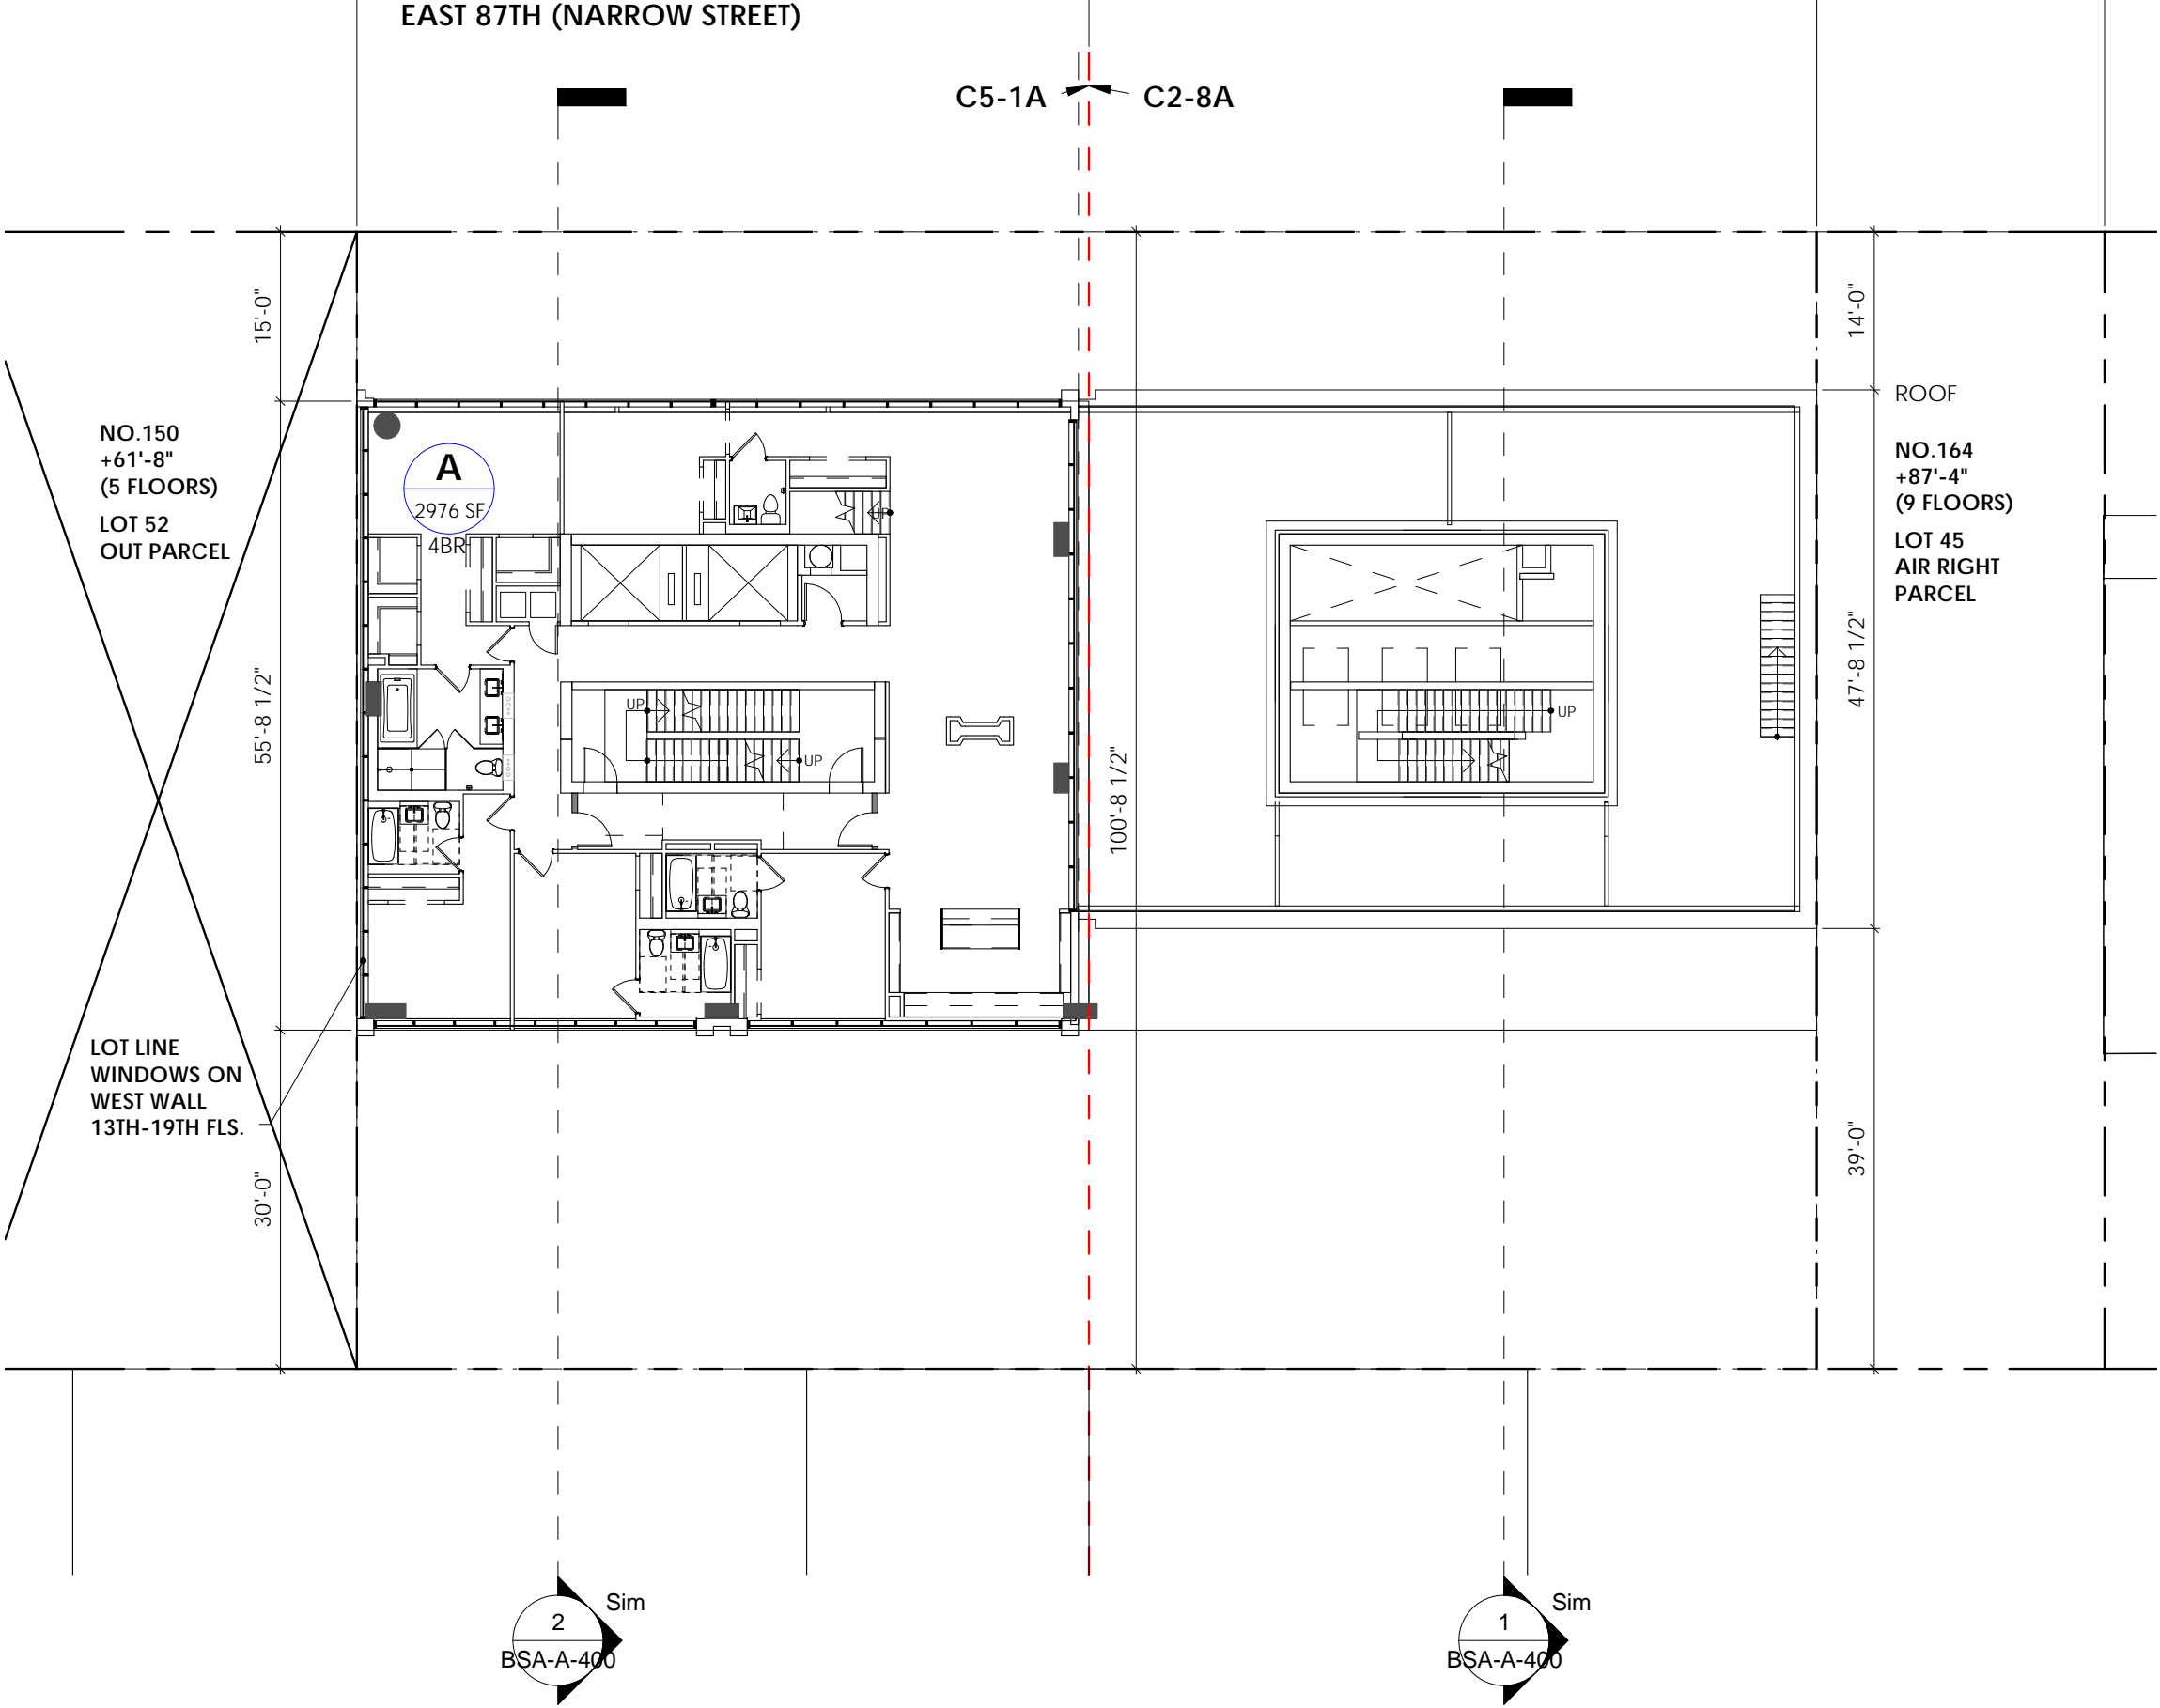 EAST 87TH (NARROW STREET)
C5-1A
C2-8A
15'-0"
14'-0"
ROOF
NO.150
+61'-8"
(5 FLOORS)
LOT 52
OUT PARCEL
A
2976 SF
4BR
UP
NO.164
+87'-4"
(9 FLOORS)
LOT 45
AIR RIGHT
PARCEL
55'-8 1/2"
47'-8 1/2"
UP
UP
UP
100'-8 1/2"
LOT LINE
WINDOWS ON
WEST WALL
13TH-19TH FLS.
30'-0"
39'-0"
2
Sim
BSA-A-400
1
Sim
BSA-A-400